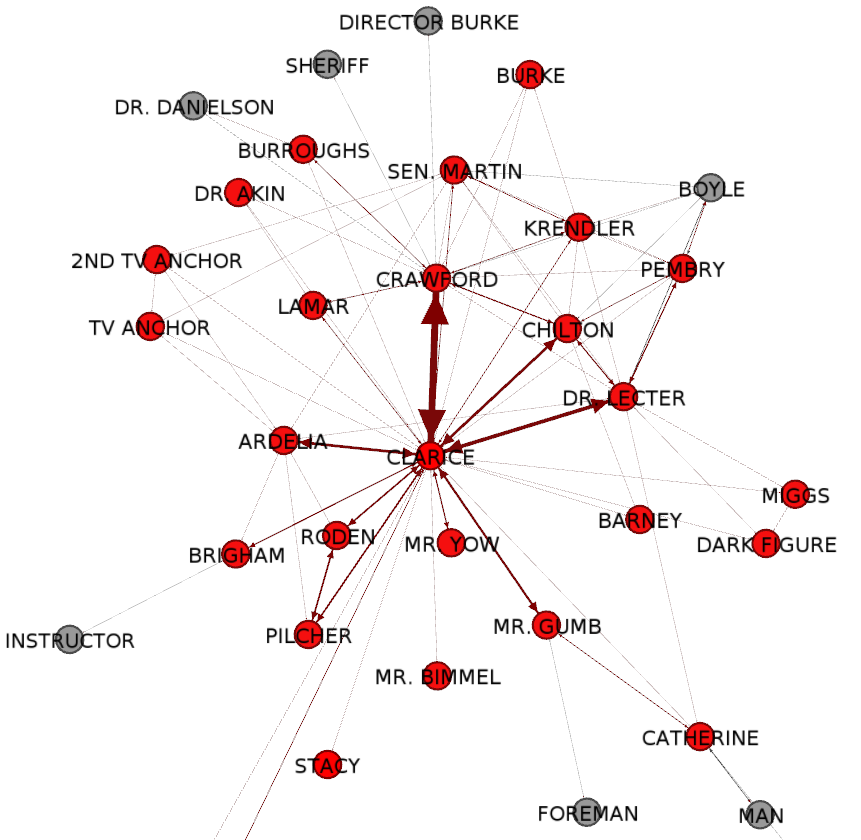 DIRECTOR BURKE
SHERIFF
BURKE
DR. DANIELSON
BURROUGHS
SEN. MARTIN
BOYLE
DR. AKIN
KRENDLER
2ND TV ANCHOR
PEMBRY
CRAWFORD
LAMAR
TV ANCHOR
CHILTON
DR. LECTER
ARDELIA
CLARICE
MIGGS
BARNEY
RODEN
MR. YOW
DARK FIGURE
BRIGHAM
MR. GUMB
PILCHER
INSTRUCTOR
MR. BIMMEL
CATHERINE
STACY
FOREMAN
MAN